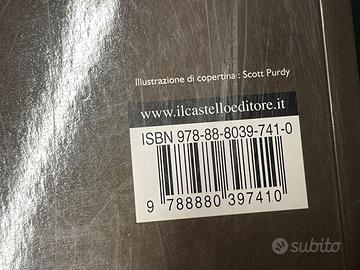 Illustrazione di copertina : Scott Purdy
www.ilcastelloeditore.it
ISBN 978-88-8039-741-0
9 788880 397410
subito